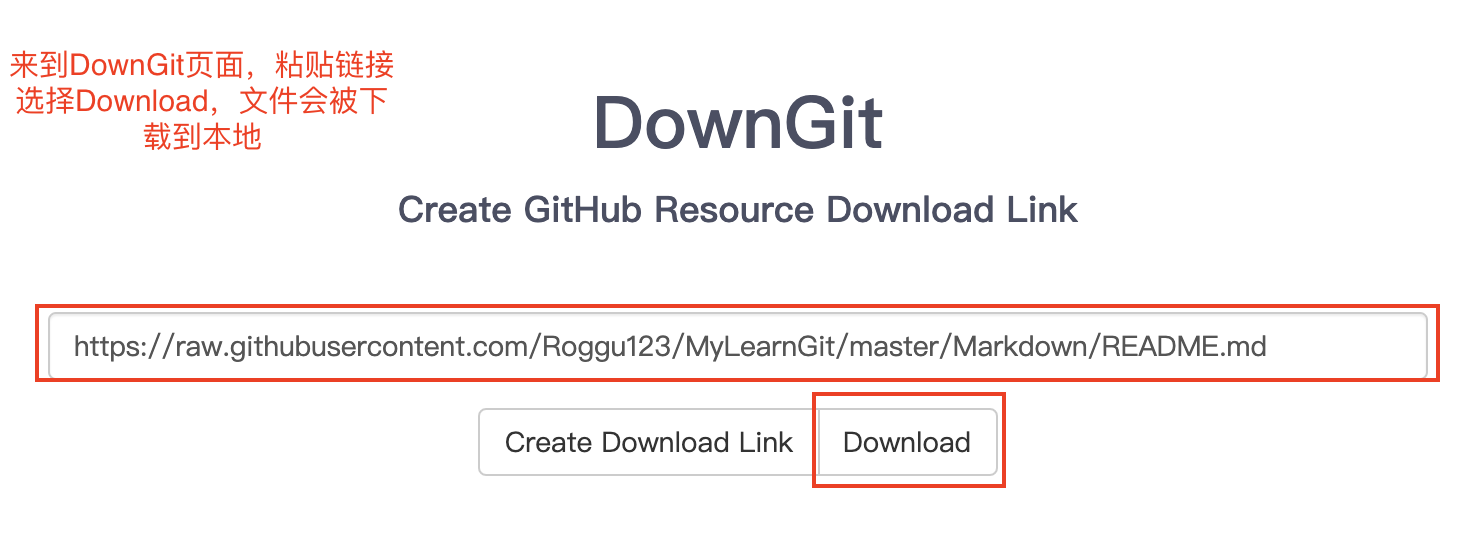 来到DownGit页面，粘贴链接
选择Download，文件会被下
载到本地
DownGit
Create GitHub Resource Download Link
https://raw.githubusercontent.com/Roggu123/MyLearnGit/master/Markdown/README.md
Create Download Link
Download